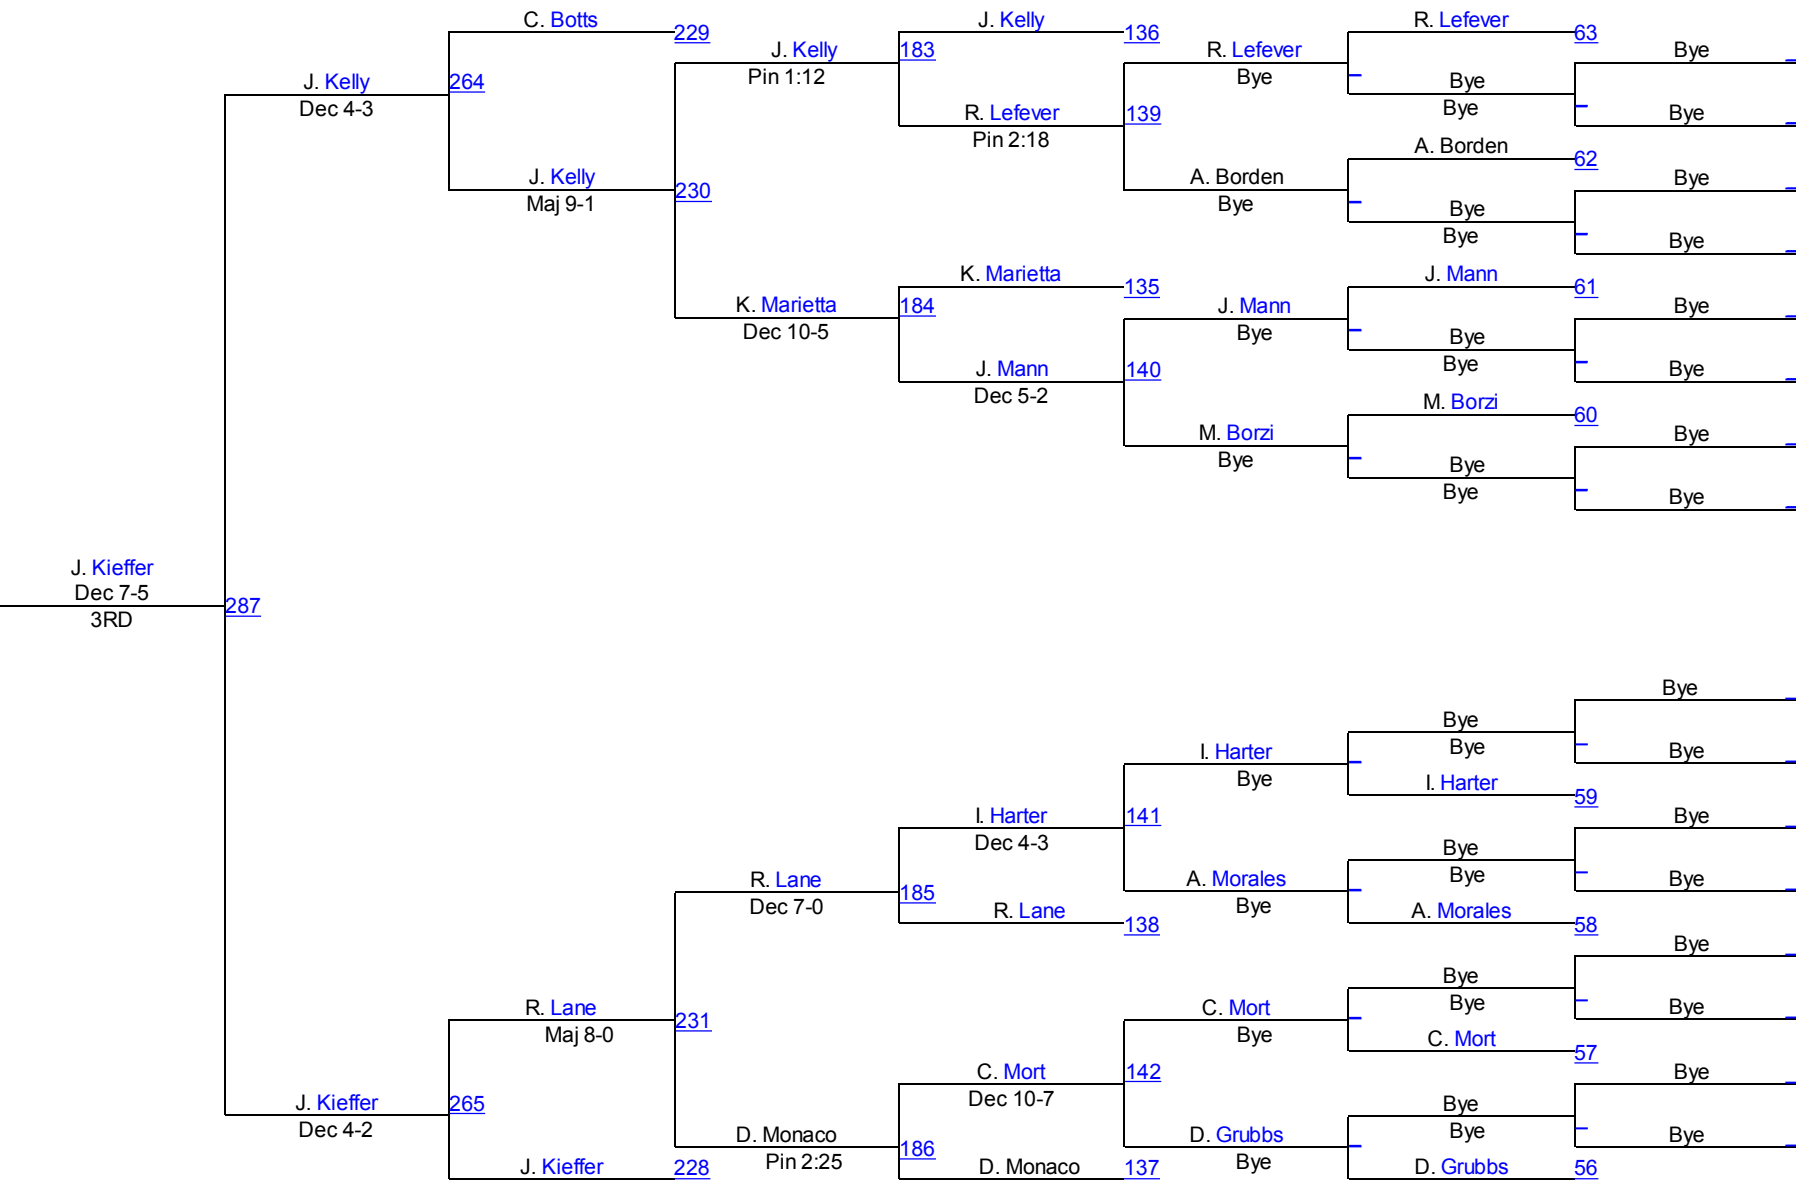 C. Botts
229
J. Kelly
136
R. Lefever
63
J. Kelly
183
Pin 1:12
R. Lefever
Bye
Bye
J. Kelly
264
Dec 4-3
Bye
Bye
R. Lefever
139
Pin 2:18
Bye
A. Borden
62
J. Kelly
230
Maj 9-1
A. Borden
Bye
Bye
Bye
Bye
Bye
K. Marietta
135
J. Mann
61
K. Marietta
184
Dec 10-5
J. Mann
Bye
Bye
Bye
Bye
J. Mann
140
Dec 5-2
Bye
M. Borzi
60
M. Borzi
Bye
Bye
Bye
Bye
Bye
J. Kieffer
Dec 7-5
287
3RD
Bye
Bye
Bye
I. Harter
Bye
Bye
I. Harter
59
I. Harter
141
Dec 4-3
Bye
Bye
Bye
R. Lane
185
Dec 7-0
A. Morales
Bye
Bye
R. Lane
138
A. Morales
58
Bye
Bye
Bye
R. Lane
231
Maj 8-0
C. Mort
Bye
Bye
C. Mort
57
C. Mort
142
Dec 10-7
Bye
J. Kieffer
265
Dec 4-2
Bye
Bye
D. Monaco
186
Pin 2:25
D. Grubbs
Bye
Bye
J. Kieffer
228
D. Monaco
137
D. Grubbs
56